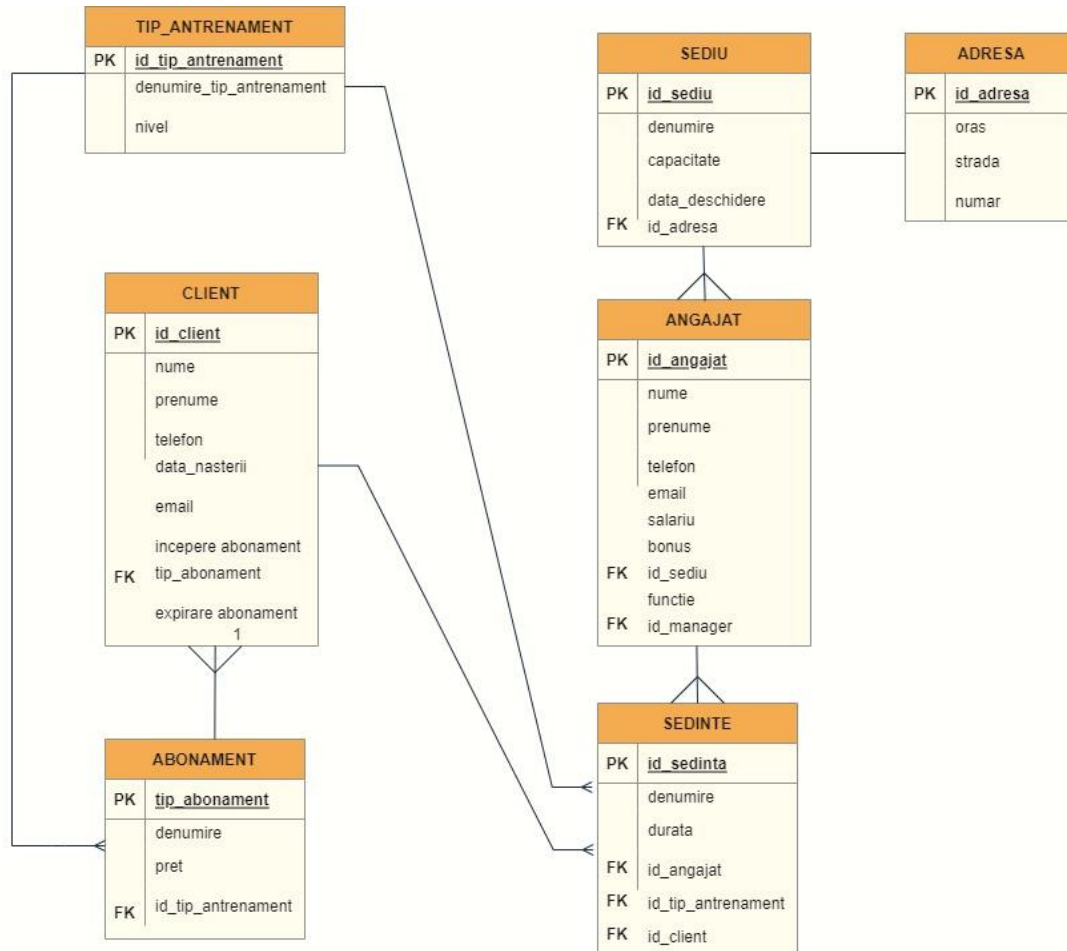 TIP_ANTRENAMENT
PK id_tip_antrenament
denumire_tip_antrenament
nivel
SEDIU
PK id_sediu
denumire
capacitate
data_deschidere
FK id_adresa
ADRESA
PK id_adresa
oras
strada
numar
CLIENT
PK id_client
nume
prenume
telefon
data_nasterii
email
incepere abonament
FK tip_abonament
expirare abonament
1
ANGAJAT
PK id_angajat
nume
prenume
telefon
email
salariu
bonus
FK id_sediu
functie
FK id_manager
ABONAMENT
PK tip_abonament
denumire
pret
FK id_tip_antrenament
SEDINTE
PK id_sedinta
denumire
durata
FK id_angajat
FK id_tip_antrenament
FK id_client